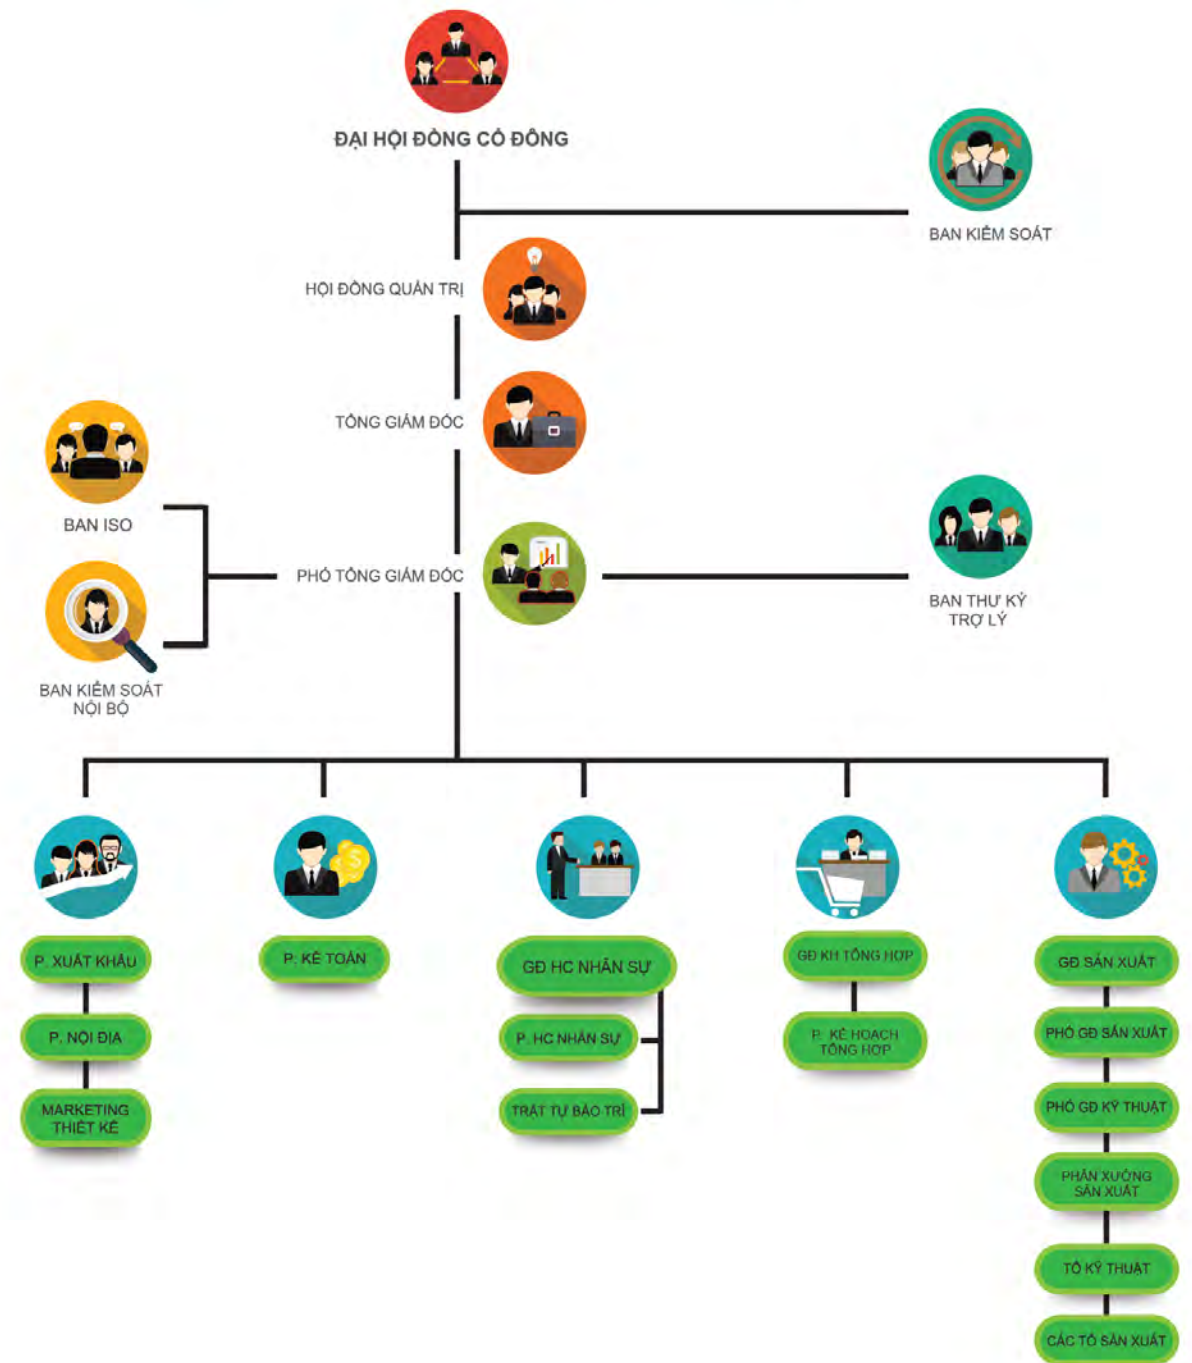 ĐẠI HỘI ĐỒNG CỔ ĐÔNG
BAN KIỂM SOÁT
HỘI ĐỒNG QUẢN TRỊ
TỔNG GIÁM ĐỐC
BAN ISO
PHÓ TỔNG GIÁM ĐỐC
BAN THƯ KÝ
TRỢ LÝ
BAN KIỂM SOÁT
NỘI BỘ
P. XUẤT KHẨU
P. NỘI ĐỊA
MARKETING
THIẾT KẾ
P. KẾ TOÁN
GĐ HC NHÂN SỰ
P. HC NHÂN SỰ
TRẬT TỰ BẢO TRÌ
GĐ KH TỔNG HỢP
P. KẾ HOẠCH
TỔNG HỢP
GĐ SẢN XUẤT
PHÓ GĐ SẢN XUẤT
PHÓ GĐ KỸ THUẬT
PHÂN XƯỞNG
SẢN XUẤT
TỔ KỸ THUẬT
CÁC TỔ SẢN XUẤT